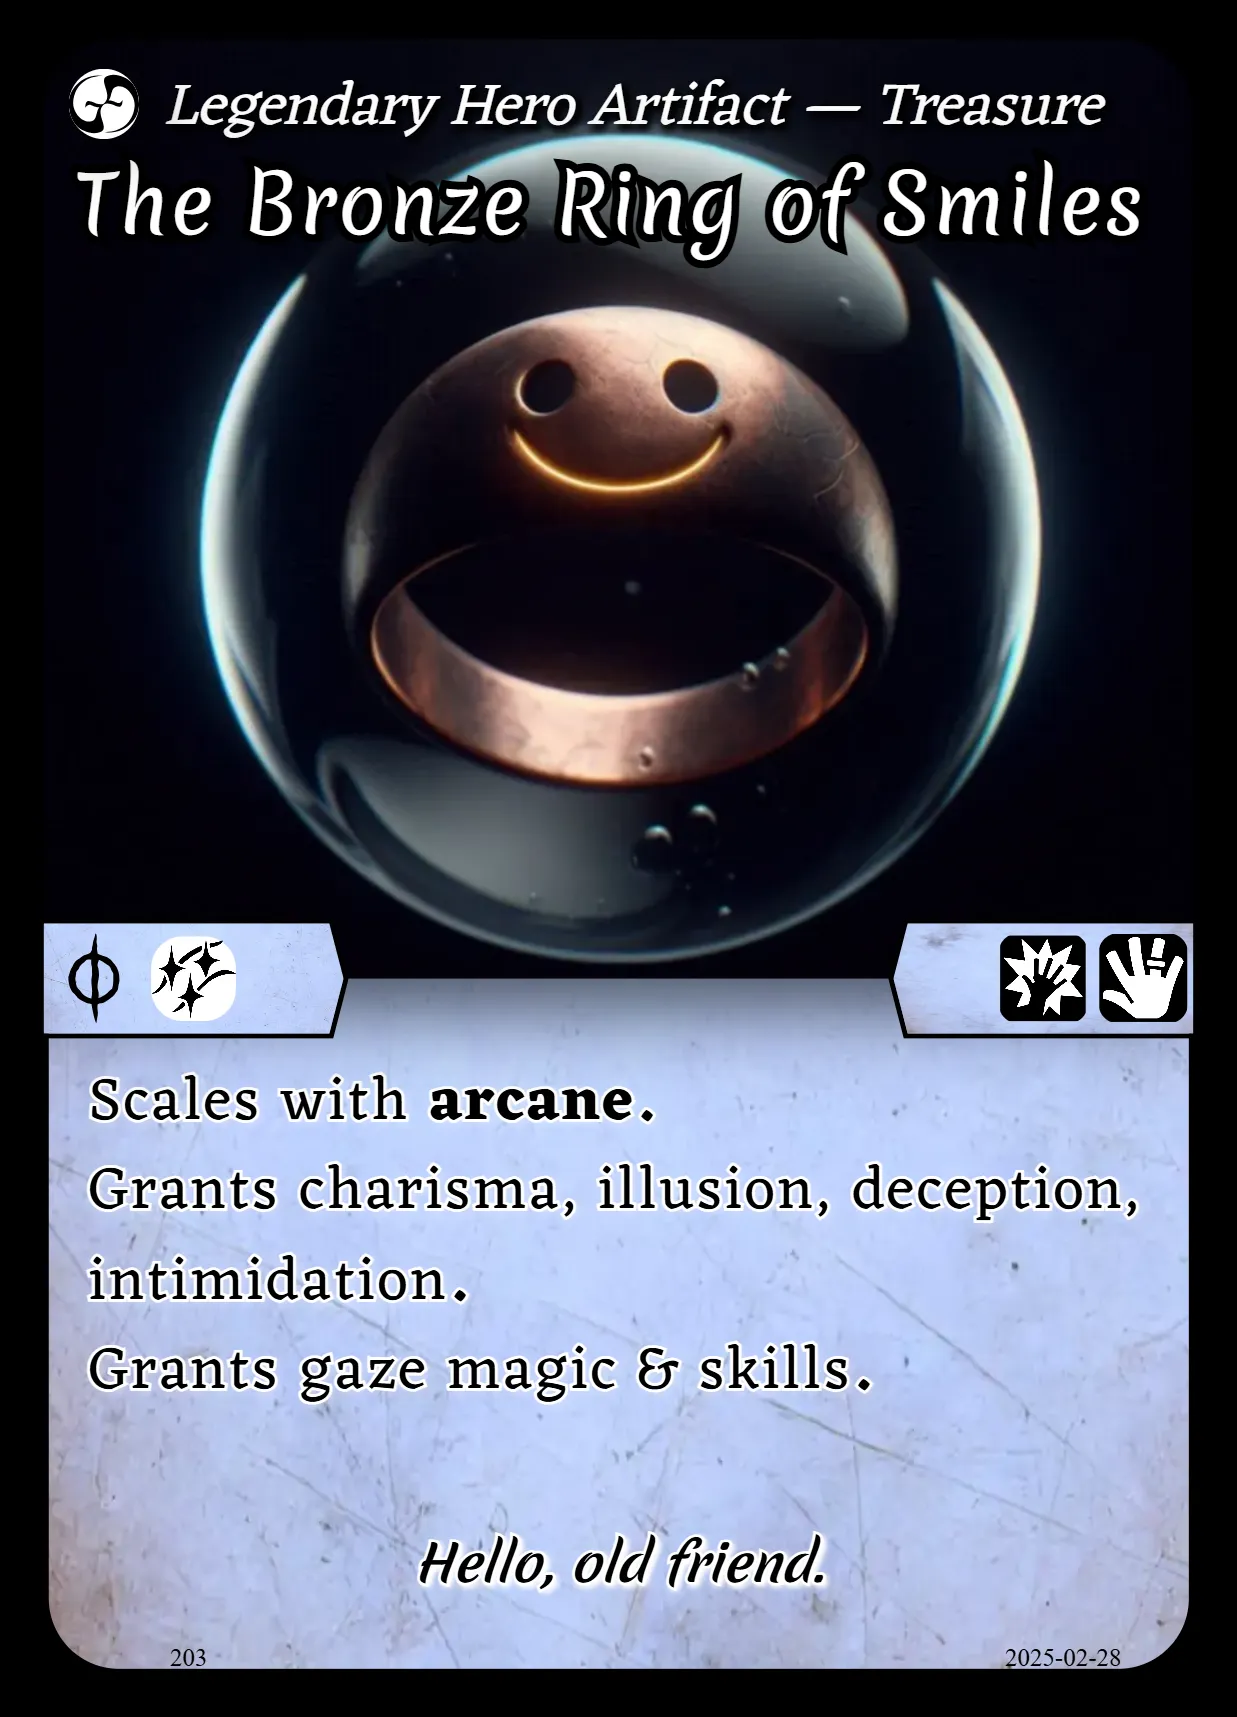 Legendary Hero Artifact — Treasure
The Bronze Ring of Smiles
Scales with arcane.
Grants charisma, illusion, deception,
intimidation.
Grants gaze magic & skills.
Hello, old friend.
203 2025-02-28